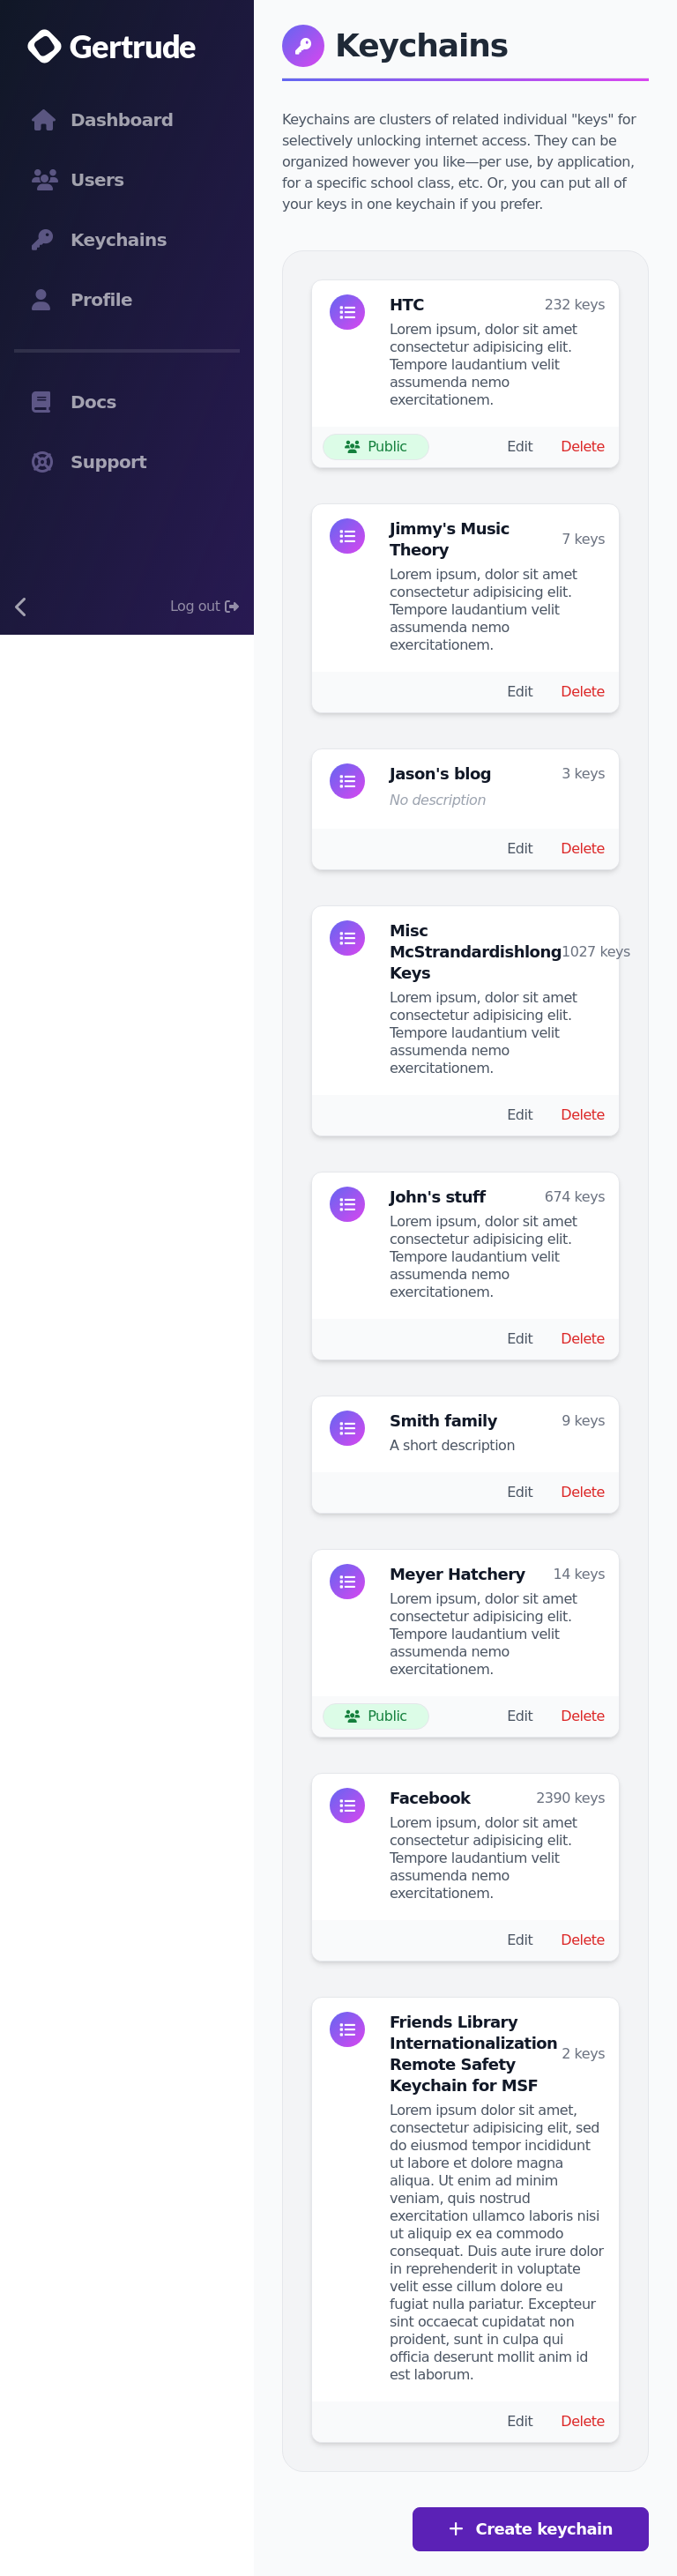 Gertrude
Dashboard
Users
Keychains
Profile
Docs
Support
Log out
Keychains
Keychains are clusters of related individual "keys" for
selectively unlocking internet access. They can be
organized however you like—per use, by application,
for a specific school class, etc. Or, you can put all of
your keys in one keychain if you prefer.
HTC
232 keys
Lorem ipsum, dolor sit amet
consectetur adipisicing elit.
Tempore laudantium velit
assumenda nemo
exercitationem.
Public
Edit
Delete
Jimmy's Music
Theory
7 keys
Lorem ipsum, dolor sit amet
consectetur adipisicing elit.
Tempore laudantium velit
assumenda nemo
exercitationem.
Edit
Delete
Jason's blog
3 keys
No description
Edit
Delete
Misc
McStrandardishlong
Keys
1027 keys
Lorem ipsum, dolor sit amet
consectetur adipisicing elit.
Tempore laudantium velit
assumenda nemo
exercitationem.
Edit
Delete
John's stuff
674 keys
Lorem ipsum, dolor sit amet
consectetur adipisicing elit.
Tempore laudantium velit
assumenda nemo
exercitationem.
Edit
Delete
Smith family
9 keys
A short description
Edit
Delete
Meyer Hatchery
14 keys
Lorem ipsum, dolor sit amet
consectetur adipisicing elit.
Tempore laudantium velit
assumenda nemo
exercitationem.
Public
Edit
Delete
Facebook
2390 keys
Lorem ipsum, dolor sit amet
consectetur adipisicing elit.
Tempore laudantium velit
assumenda nemo
exercitationem.
Edit
Delete
Friends Library
Internationalization
Remote Safety
Keychain for MSF
2 keys
Lorem ipsum dolor sit amet,
consectetur adipisicing elit, sed
do eiusmod tempor incididunt
ut labore et dolore magna
aliqua. Ut enim ad minim
veniam, quis nostrud
exercitation ullamco laboris nisi
ut aliquip ex ea commodo
consequat. Duis aute irure dolor
in reprehenderit in voluptate
velit esse cillum dolore eu
fugiat nulla pariatur. Excepteur
sint occaecat cupidatat non
proident, sunt in culpa qui
officia deserunt mollit anim id
est laborum.
Edit
Delete
Create keychain